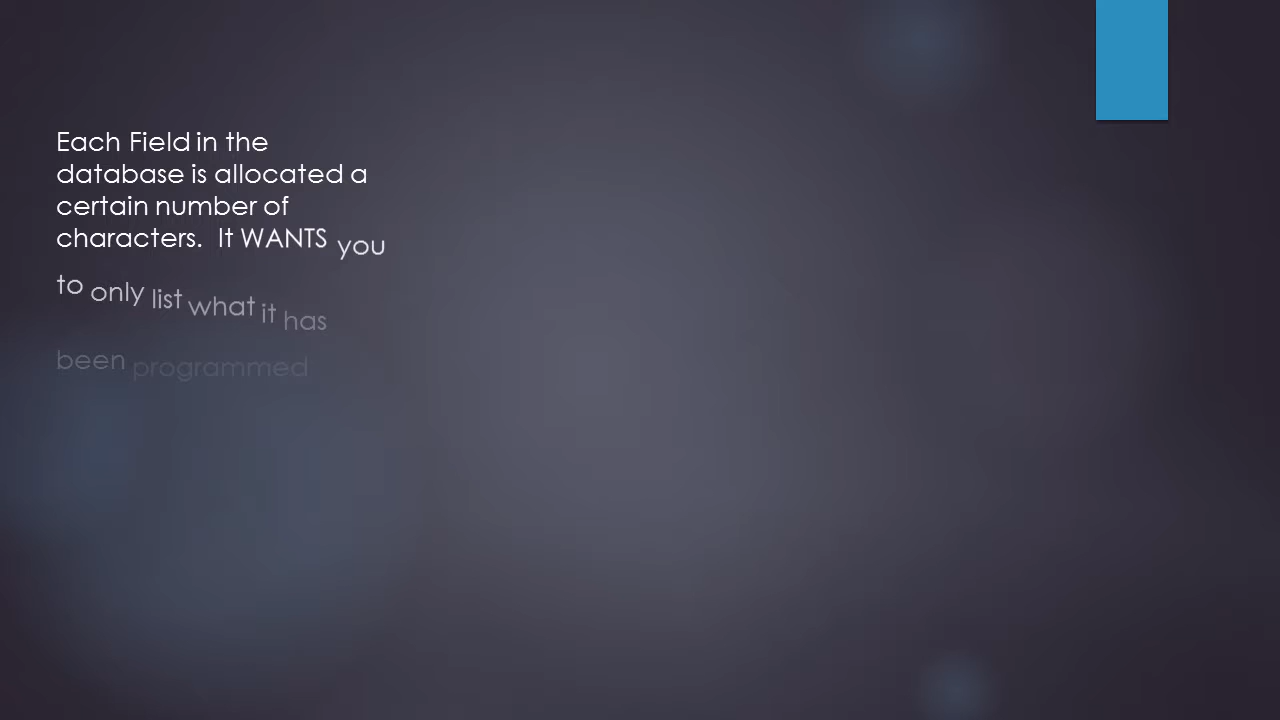 Each Field in the
database is allocated a
certain number of
characters.  It WANTS you
to only list what it has
been programmed